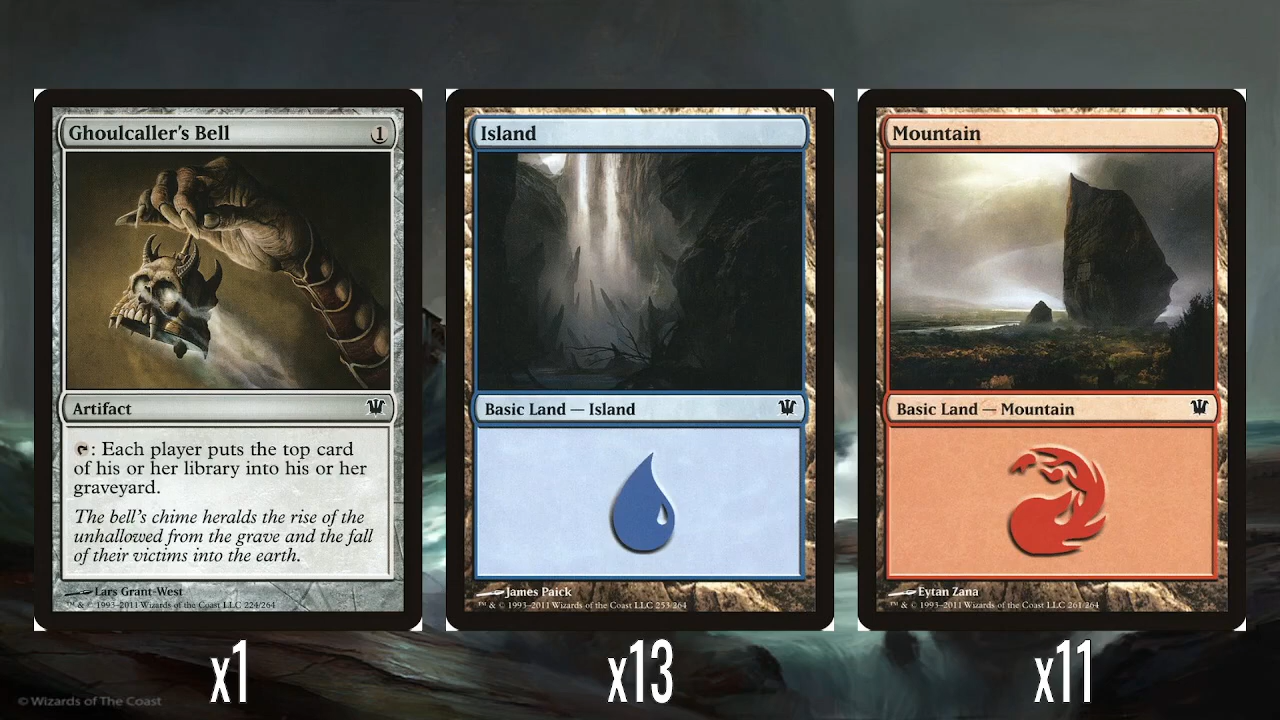 Ghoulcaller's Bell
1
Artifact
: Each player puts the top card
of his or her library into his or her
graveyard.
The bell's chime heralds the rise of the
unhallowed from the grave and the fall
of their victims into the earth.
Lars Grant-West
™ & © 1993–2011 Wizards of the Coast LLC 224/264
x1
Island
Basic Land — Island
James Paick
™ & © 1993–2011 Wizards of the Coast LLC 253/264
x13
Mountain
Basic Land — Mountain
Eytan Zana
™ & © 1993–2011 Wizards of the Coast LLC 261/264
x11
© Wizards of The Coast